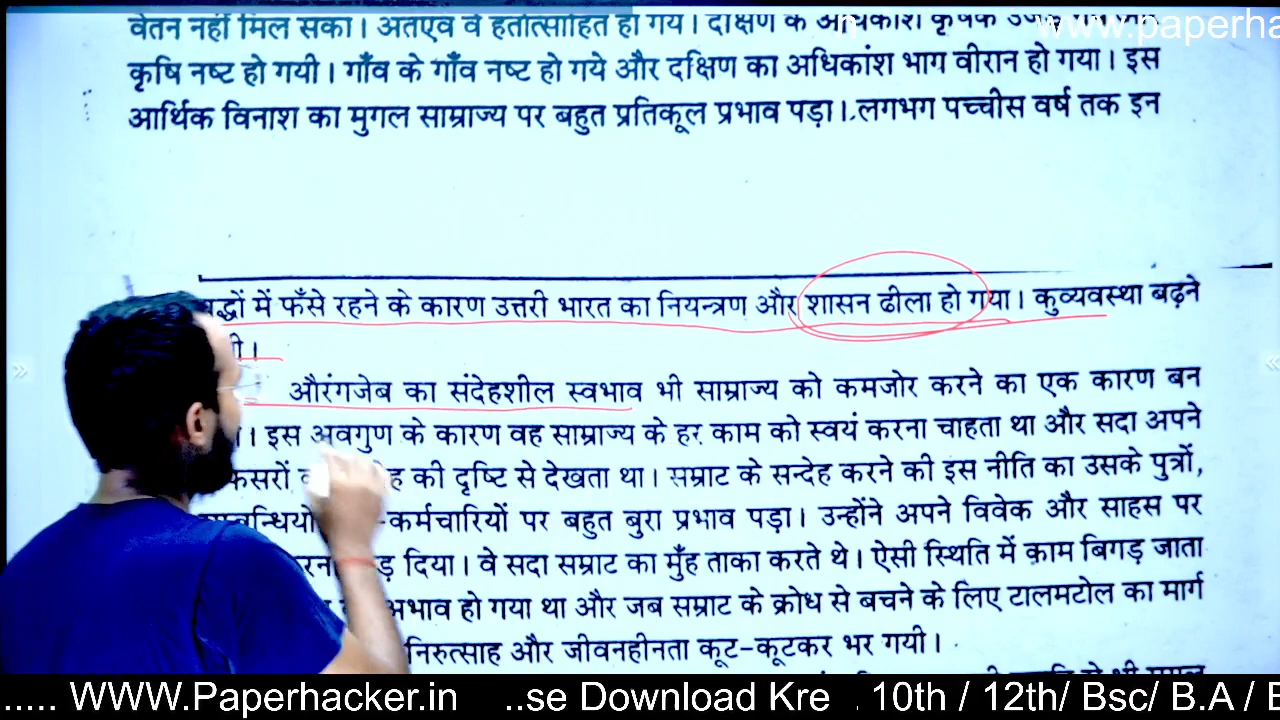 वेतन नहीं मिल सका। अतएव वे हतोत्साहित हो गये। दक्षिण के अधिकांश कृषक
www.paperha
कृषि नष्ट हो गयी। गाँव के गाँव नष्ट हो गये और दक्षिण का अधिकांश भाग वीरान हो गया। इस
आर्थिक विनाश का मुगल साम्राज्य पर बहुत प्रतिकूल प्रभाव पड़ा। लगभग पच्चीस वर्ष तक इन
में फँसे रहने के कारण उत्तरी भारत का नियन्त्रण और शासन ढीला हो गया। कुव्यवस्था बढ़ने
औरंगजेब का संदेहशील स्वभाव भी साम्राज्य को कमजोर करने का एक कारण बन
। इस अवगुण के कारण वह साम्राज्य के हर काम को स्वयं करना चाहता था और सदा अपने
की दृष्टि से देखता था। सम्राट के सन्देह करने की इस नीति का उसके पुत्रों,
-कर्मचारियों पर बहुत बुरा प्रभाव पड़ा। उन्होंने अपने विवेक और साहस पर
दिया। वे सदा सम्राट का मुँह ताका करते थे। ऐसी स्थिति में काम बिगड़ जाता
अभाव हो गया था और जब सम्राट के क्रोध से बचने के लिए टालमटोल का मार्ग
निरुत्साह और जीवनहीनता कूट-कूटकर भर गयी।
..... WWW.Paperhacker.in ..se Download Kre . 10th / 12th/ Bsc/ B.A / B